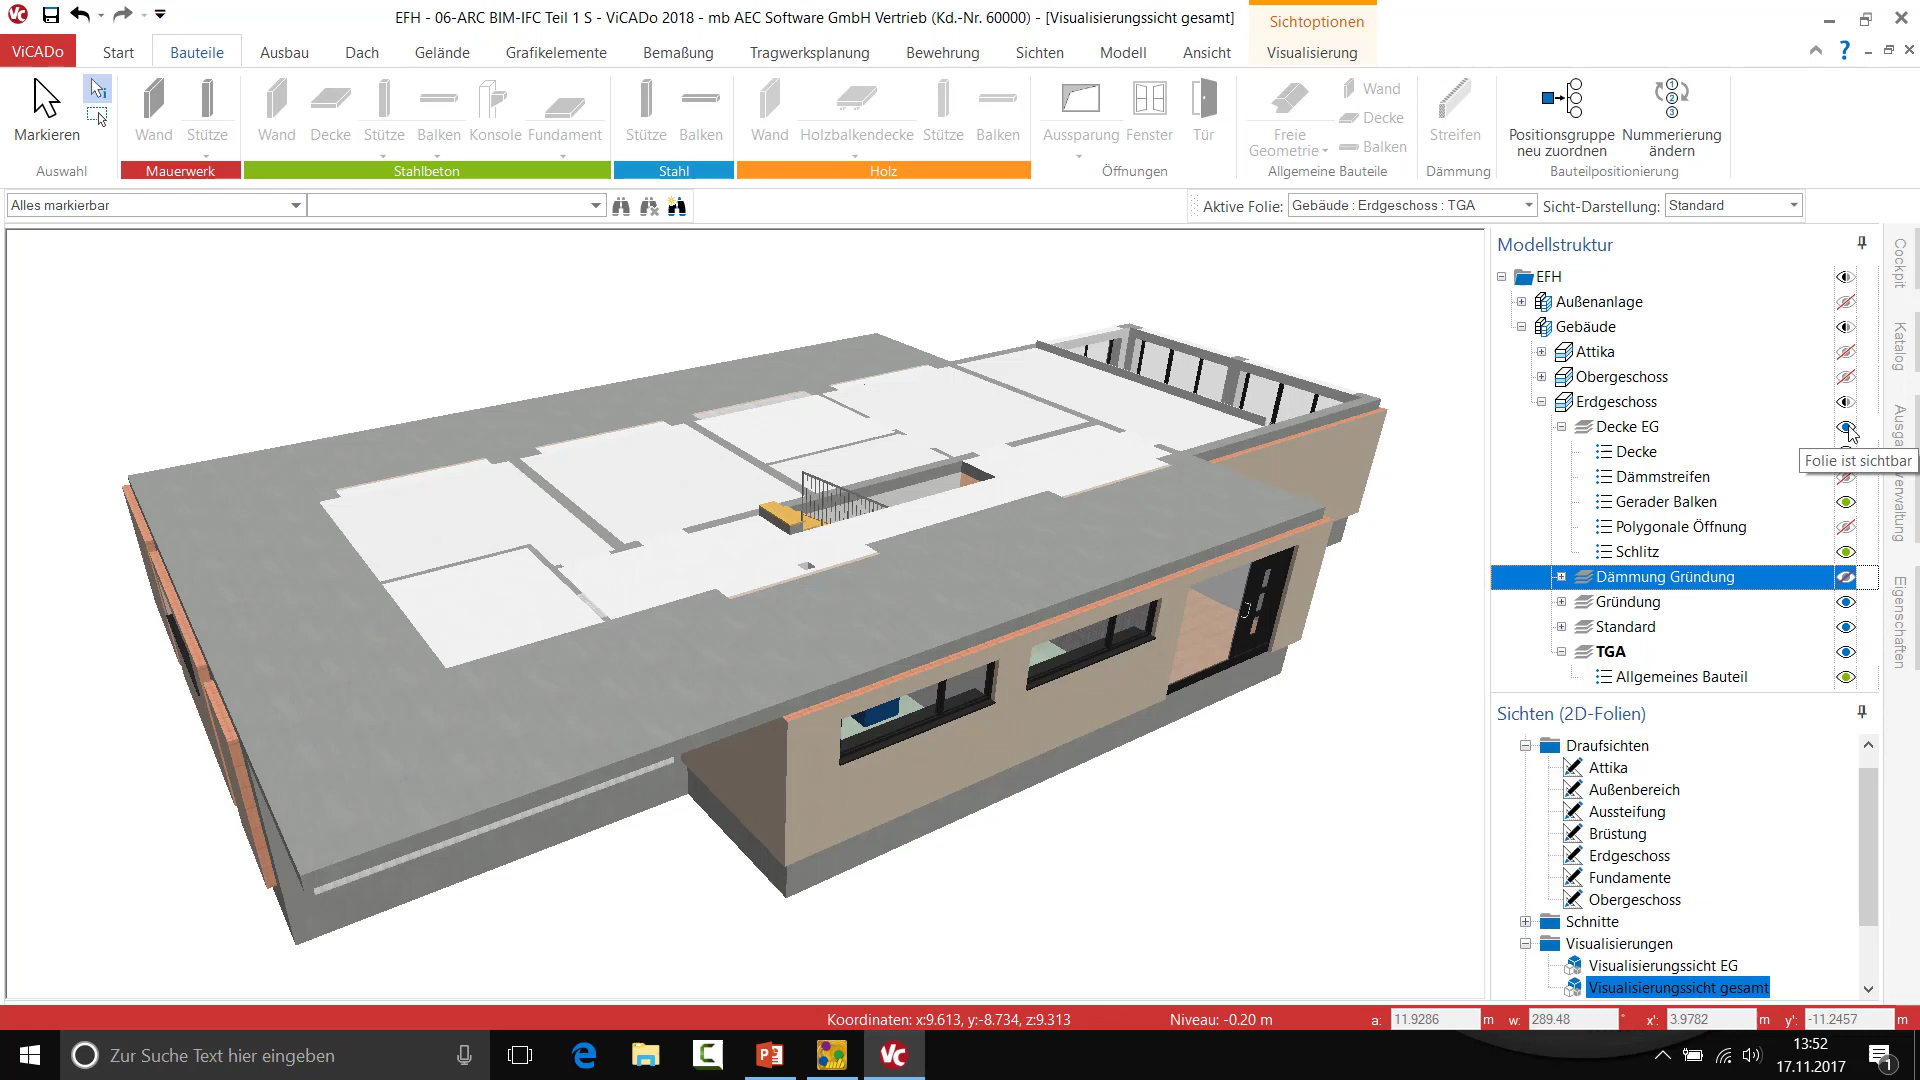 EFH - 06-ARC BIM-IFC Teil 1 S - ViCADo 2018 - mb AEC Software GmbH Vertrieb (Kd.-Nr. 60000) - [Visualisierungssicht gesamt]
Sichtoptionen
ViCADo Start Bauteile Ausbau Dach Gelände Grafikelemente Bemaßung Tragwerksplanung Bewehrung Sichten Modell Ansicht Visualisierung
Markieren
Auswahl
Wand Stütze
Mauerwerk
Wand Decke Stütze Balken Konsole Fundament
Stahlbeton
Stütze Balken
Stahl
Wand Holzbalkendecke Stütze Balken
Holz
Aussparung Fenster Tür
Öffnungen
Freie
Geometrie
Wand
Decke
Balken
Allgemeine Bauteile
Streifen
Dämmung
Positionsgruppe
neu zuordnen
Nummerierung
ändern
Bauteilpositionierung
Alles markierbar
Aktive Folie: Gebäude : Erdgeschoss : TGA
Sicht-Darstellung: Standard
Modellstruktur
EFH
Außenanlage
Gebäude
Attika
Obergeschoss
Erdgeschoss
Decke EG
Decke
Dämmstreifen
Gerader Balken
Polygonale Öffnung
Schlitz
Dämmung Gründung
Gründung
Standard
TGA
Allgemeines Bauteil
Folie ist sichtbar
Cockpit
Katalog
Eigenschaften
Sichten (2D-Folien)
Draufsichten
Attika
Außenbereich
Aussteifung
Brüstung
Erdgeschoss
Fundamente
Obergeschoss
Schnitte
Visualisierungen
Visualisierungssicht EG
Visualisierungssicht gesamt
Koordinaten: x:9.613, y:-8.734, z:9.313
Niveau: -0.20 m
a: 11.9286 m w: 289.48 ° x': 3.9782 m y': -11.2457 m
Zur Suche Text hier eingeben
13:52
17.11.2017
1